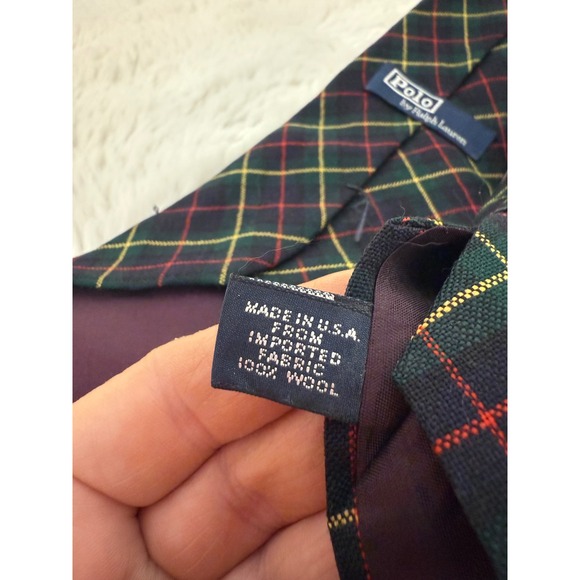 Polo
by Ralph Lauren
MADE IN U.S.A.
FROM
IMPORTED
FABRIC
100% WOOL